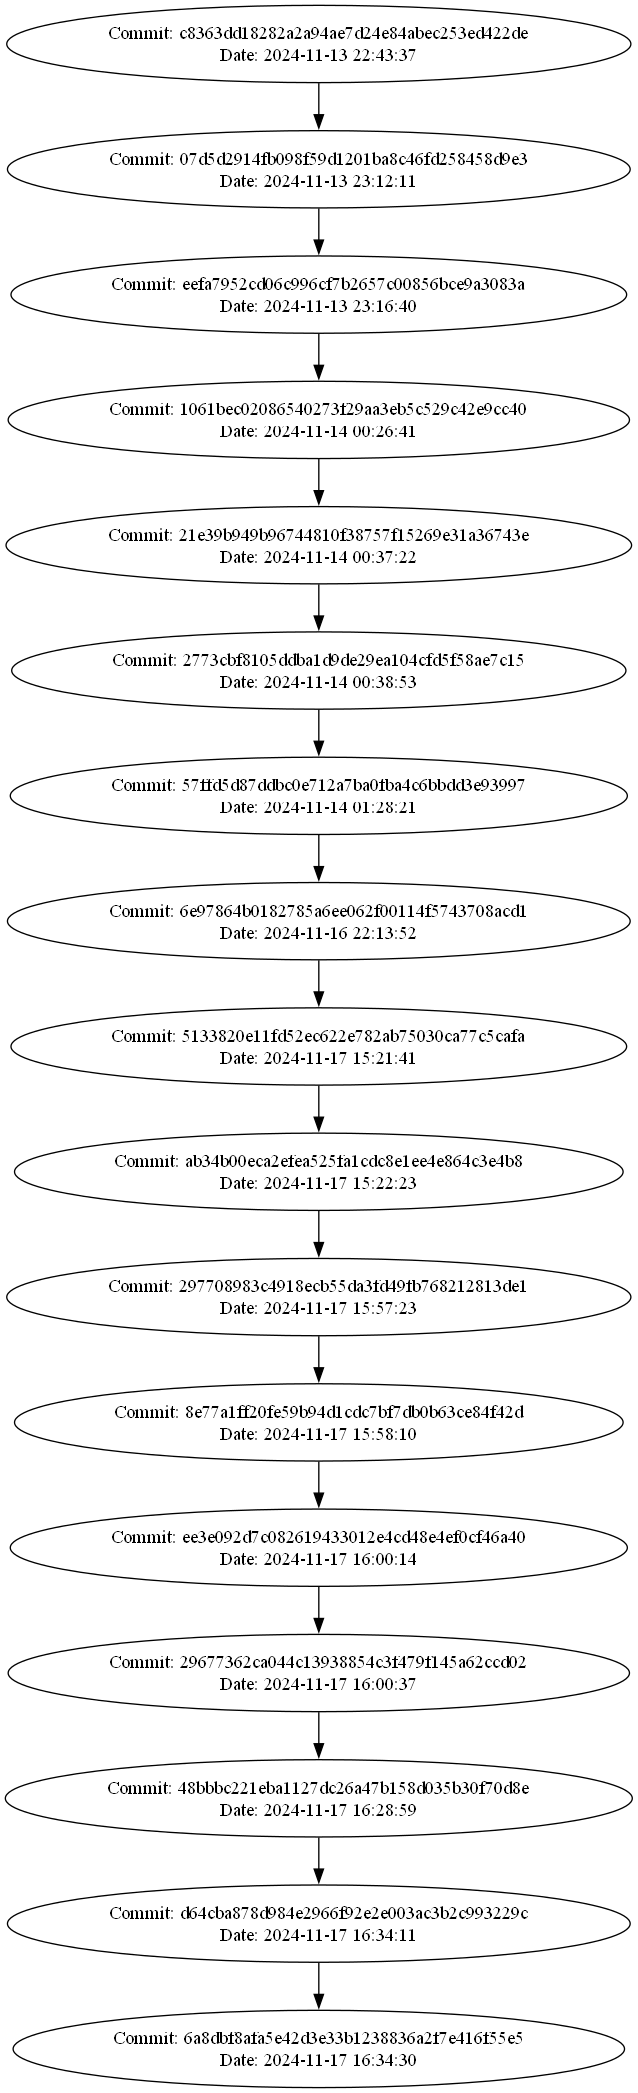 Commit: c8363dd18282a2a94ae7d24e84abec253ed422de
Date: 2024-11-13 22:43:37
Commit: 07d5d2914fb098f59d1201ba8c46fd258458d9e3
Date: 2024-11-13 23:12:11
Commit: eefa7952cd06c996cf7b2657c00856bce9a3083a
Date: 2024-11-13 23:16:40
Commit: 1061bec02086540273f29aa3eb5c529c42e9cc40
Date: 2024-11-14 00:26:41
Commit: 21e39b949b96744810f38757f15269e31a36743e
Date: 2024-11-14 00:37:22
Commit: 2773cbf8105ddba1d9de29ea104cfd5f58ae7c15
Date: 2024-11-14 00:38:53
Commit: 57ffd5d87ddbc0e712a7ba0fba4c6bbdd3e93997
Date: 2024-11-14 01:28:21
Commit: 6e97864b0182785a6ee062f00114f5743708acd1
Date: 2024-11-16 22:13:52
Commit: 5133820e11fd52ec622e782ab75030ca77c5cafa
Date: 2024-11-17 15:21:41
Commit: ab34b00eca2efea525fa1cdc8e1ee4e864c3e4b8
Date: 2024-11-17 15:22:23
Commit: 297708983c4918ecb55da3fd49fb768212813de1
Date: 2024-11-17 15:57:23
Commit: 8e77a1ff20fe59b94d1cdc7bf7db0b63ce84f42d
Date: 2024-11-17 15:58:10
Commit: ee3e092d7c082619433012e4cd48e4ef0cf46a40
Date: 2024-11-17 16:00:14
Commit: 29677362ca044c13938854c3f479f145a62ccd02
Date: 2024-11-17 16:00:37
Commit: 48bbbc221eba1127dc26a47b158d035b30f70d8e
Date: 2024-11-17 16:28:59
Commit: d64cba878d984e2966f92e2e003ac3b2c993229c
Date: 2024-11-17 16:34:11
Commit: 6a8dbf8afa5e42d3e33b1238836a2f7e416f55e5
Date: 2024-11-17 16:34:30